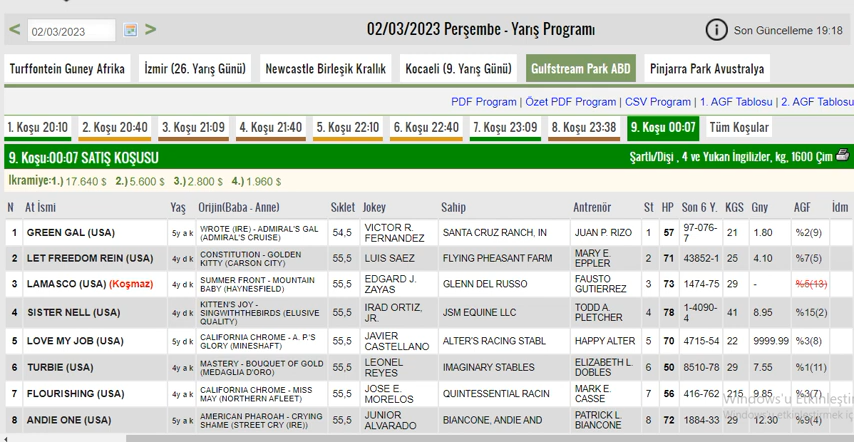 < 02/03/2023 > 02/03/2023 Perşembe - Yarış Programı Son Güncelleme 19:18
Turffontein Guney Afrika İzmir (26. Yarış Günü) Newcastle Birleşik Krallık Kocaeli (9. Yarış Günü) Gulfstream Park ABD Pinjarra Park Avustralya
PDF Program | Özet PDF Program | CSV Program | 1. AGF Tablosu | 2. AGF Tablosu
1. Koşu 20:10 2. Koşu 20:40 3. Koşu 21:09 4. Koşu 21:40 5. Koşu 22:10 6. Koşu 22:40 7. Koşu 23:09 8. Koşu 23:38 9. Koşu 00:07 Tüm Koşular
9. Koşu:00:07 SATIŞ KOŞUSU Şartlı/Dişi , 4 ve Yukarı İngilizler, kg, 1600 Çim
Ikramiye:1.) 17.640 $ 2.) 5.600 $ 3.) 2.800 $ 4.) 1.960 $
N At İsmi Yaş Orijin(Baba - Anne) Sıklet Jokey Sahip Antrenör St HP Son 6 Y. KGS Gny AGF İdm
1 GREEN GAL (USA) 5y a k WROTE (IRE) - ADMIRAL'S GAL (ADMIRAL'S CRUISE) 54,5 VICTOR R. FERNANDEZ SANTA CRUZ RANCH, IN JUAN P. RIZO 1 57 97-076-7 21 1.80 %2(9)
2 LET FREEDOM REIN (USA) 4y d k CONSTITUTION - GOLDEN KITTY (CARSON CITY) 55,5 LUIS SAEZ FLYING PHEASANT FARM MARY E. EPPLER 2 71 43852-1 25 4.10 %7(5)
3 LAMASCO (USA) (Koşmaz) 4y d k SUMMER FRONT - MOUNTAIN BABY (HAYNESFIELD) 55,5 EDGARD J. ZAYAS GLENN DEL RUSSO FAUSTO GUTIERREZ 3 73 1474-75 29 - %5(13)
4 SISTER NELL (USA) 4y d k KITTEN'S JOY - SINGWITHTHEBIRDS (ELUSIVE QUALITY) 55,5 IRAD ORTIZ, JR. JSM EQUINE LLC TODD A. PLETCHER 4 78 1-4090-4 41 8.95 %15(2)
5 LOVE MY JOB (USA) 5y d k CALIFORNIA CHROME - A. P.'S GLORY (MINESHAFT) 55,5 JAVIER CASTELLANO ALTER'S RACING STABL HAPPY ALTER 5 70 4715-54 22 9999.99 %3(8)
6 TURBIE (USA) 4y a k MASTERY - BOUQUET OF GOLD (MEDAGLIA D'ORO) 55,5 LEONEL REYES IMAGINARY STABLES ELIZABETH L. DOBLES 6 50 8510-78 29 7.55 %1(11)
7 FLOURISHING (USA) 4y a k CALIFORNIA CHROME - MISS MAY (NORTHERN AFLEET) 55,5 JOSE E. MORELOS QUINTESSENTIAL RACIN MARK E. CASSE 7 56 416-762 215 9.85 %3(7)
8 ANDIE ONE (USA) 5y a k AMERICAN PHAROAH - CRYING SHAME (STREET CRY (IRE)) 55,5 JUNIOR ALVARADO BIANCONE, ANDIE AND PATRICK L. BIANCONE 8 72 1884-33 29 12.30 %9(4)
Windows'u Etkinleştir
Windows'u etkinleştirmek iç